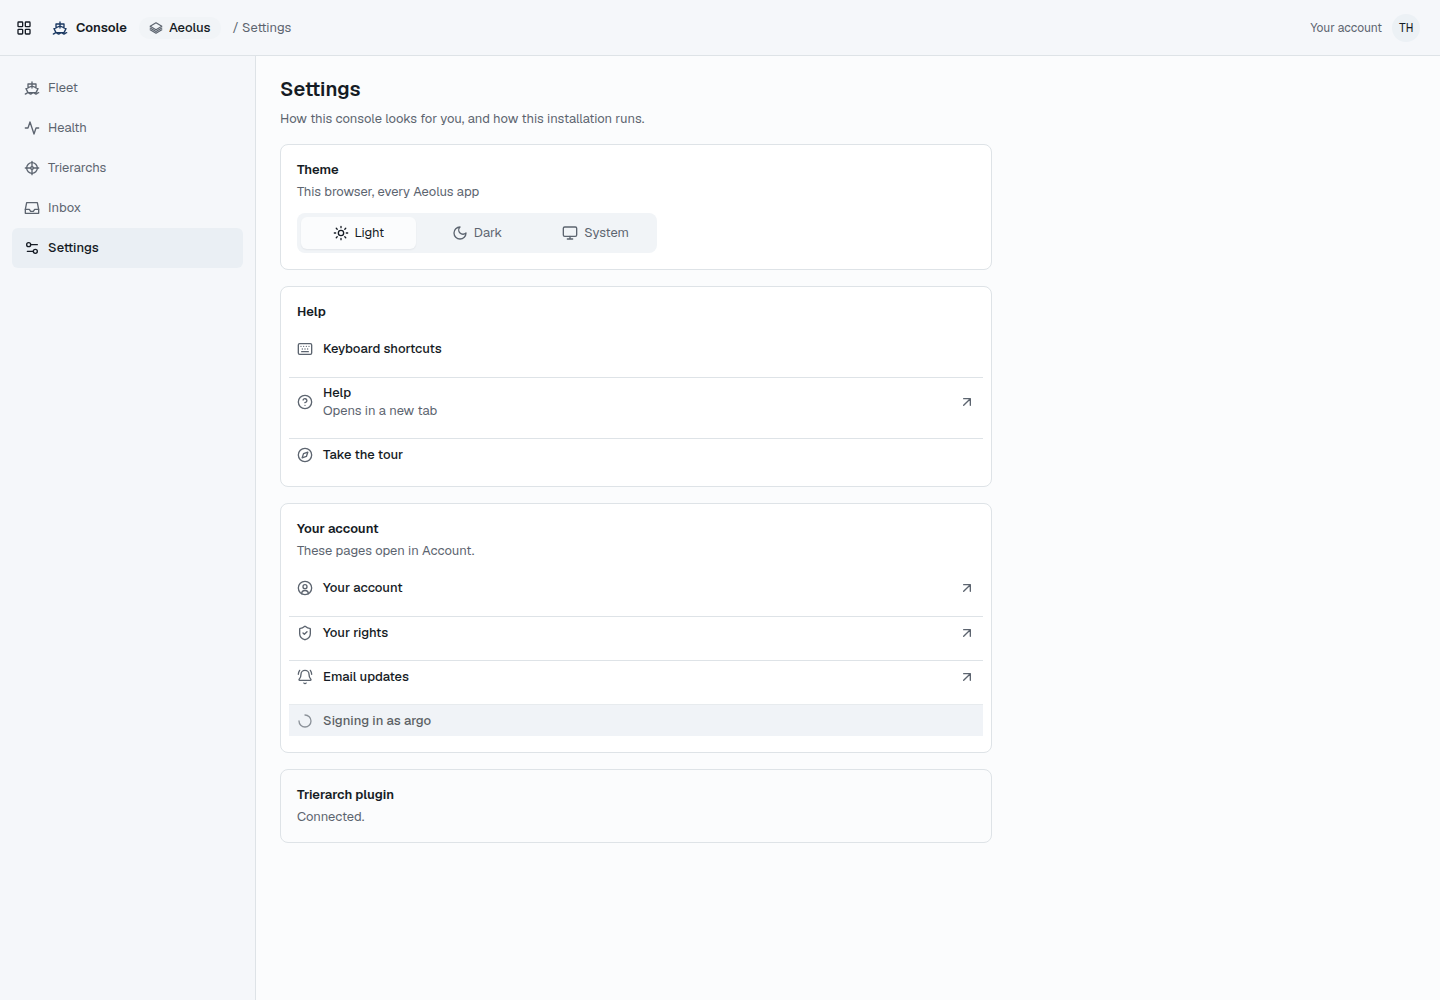 Console
Aeolus
/ Settings
Your account
TH
Fleet
Health
Trierarchs
Inbox
Settings
Settings
How this console looks for you, and how this installation runs.
Theme
This browser, every Aeolus app
Light
Dark
System
Help
Keyboard shortcuts
Help
Opens in a new tab
Take the tour
Your account
These pages open in Account.
Your account
Your rights
Email updates
Signing in as argo
Trierarch plugin
Connected.